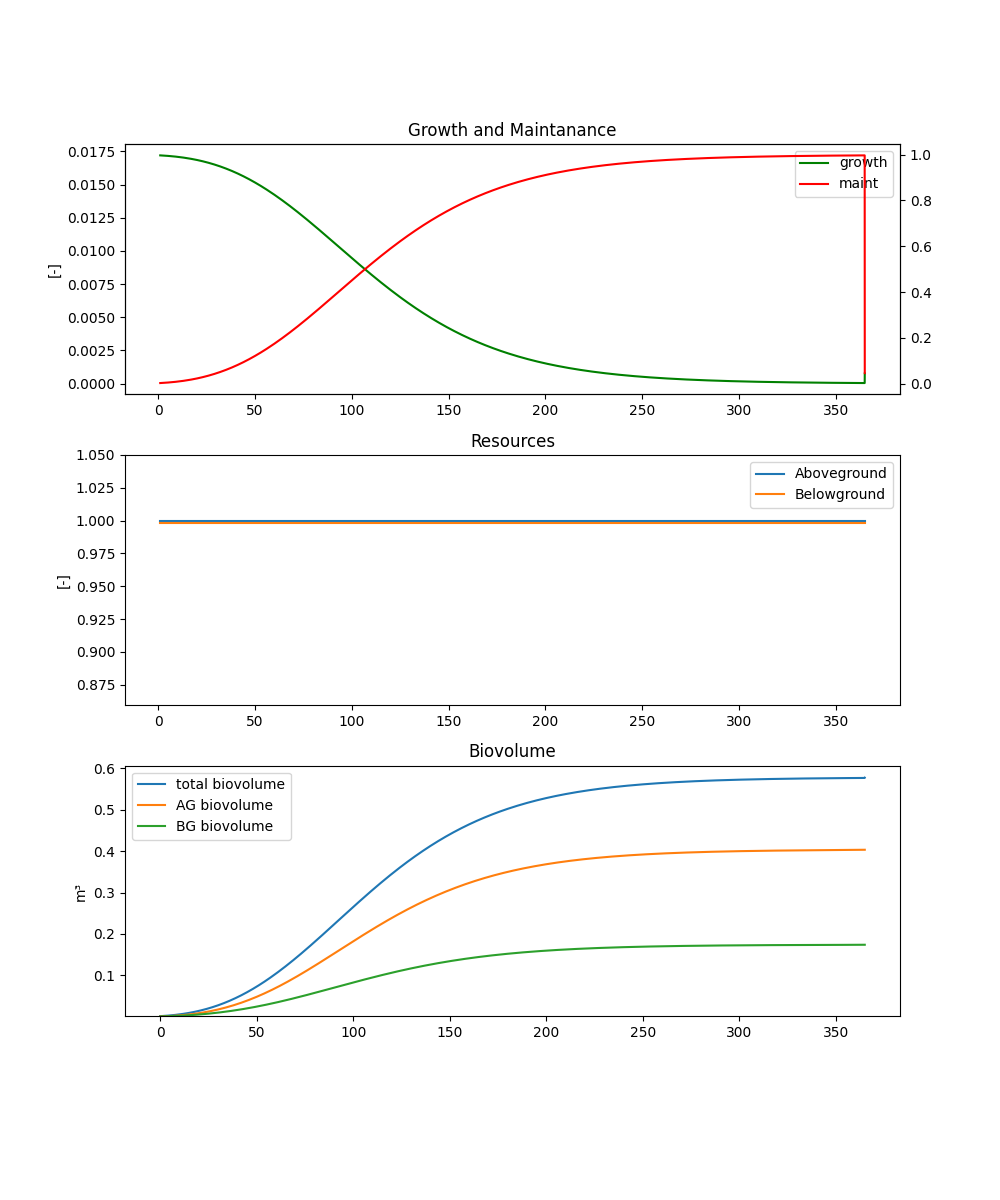 Growth and Maintanance
0.0175
0.0150
0.0125
0.0100
0.0075
0.0050
0.0025
0.0000
[-]
growth
maint
1.0
0.8
0.6
0.4
0.2
0.0
0 50 100 150 200 250 300 350
Resources
1.050
1.025
1.000
0.975
0.950
0.925
0.900
0.875
[-]
Aboveground
Belowground
0 50 100 150 200 250 300 350
Biovolume
0.6
0.5
0.4
0.3
0.2
0.1
m³
total biovolume
AG biovolume
BG biovolume
0 50 100 150 200 250 300 350